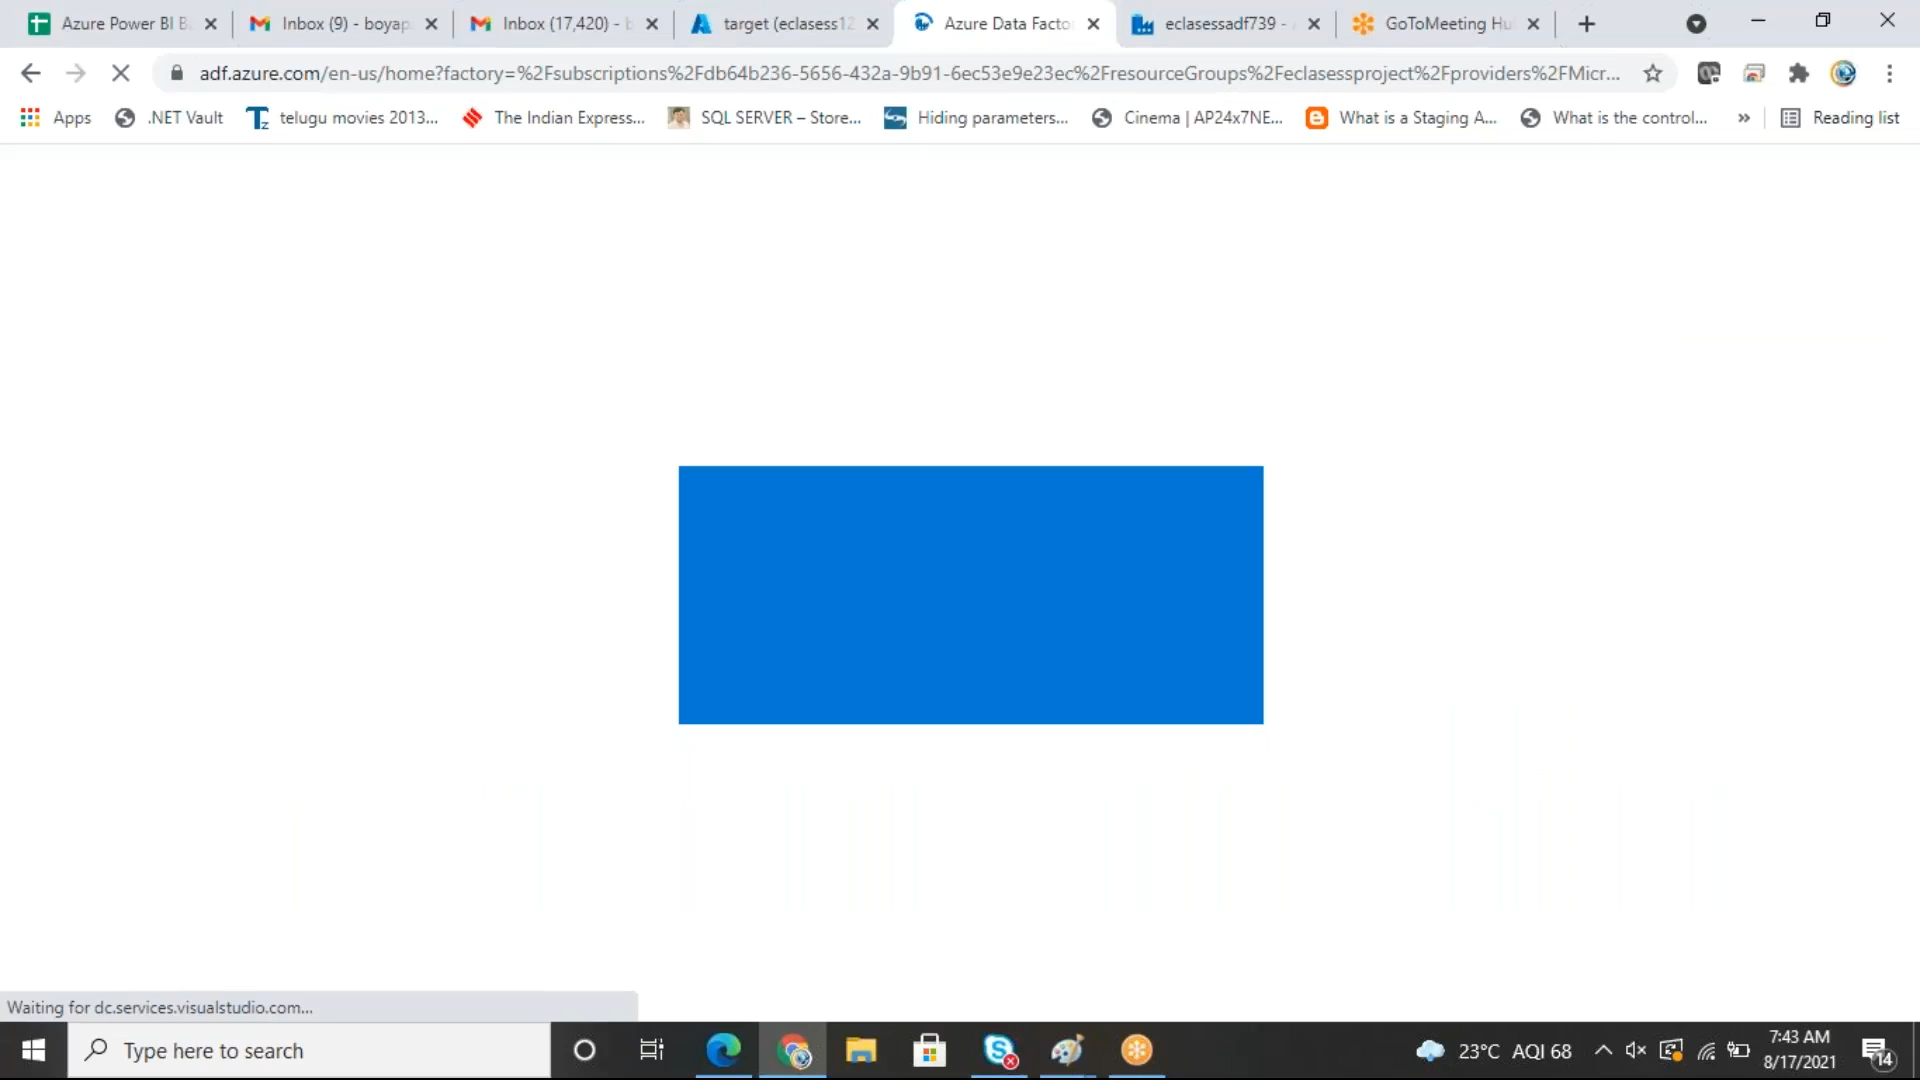 Azure Power BI B
Inbox (9) - boyap
Inbox (17,420) - b
target (eclasess12
Azure Data Facto
eclasessadf739 -
GoToMeeting Hu
adf.azure.com/en-us/home?factory=%2Fsubscriptions%2Fdb64b236-5656-432a-9b91-6ec53e9e23ec%2FresourceGroups%2Feclasessproject%2Fproviders%2FMicr...
Apps
.NET Vault
telugu movies 2013...
The Indian Express...
SQL SERVER – Store...
Hiding parameters...
Cinema | AP24x7NE...
What is a Staging A...
What is the control...
»
Reading list
Waiting for dc.services.visualstudio.com...
Type here to search
23°C AQI 68
7:43 AM
8/17/2021
14